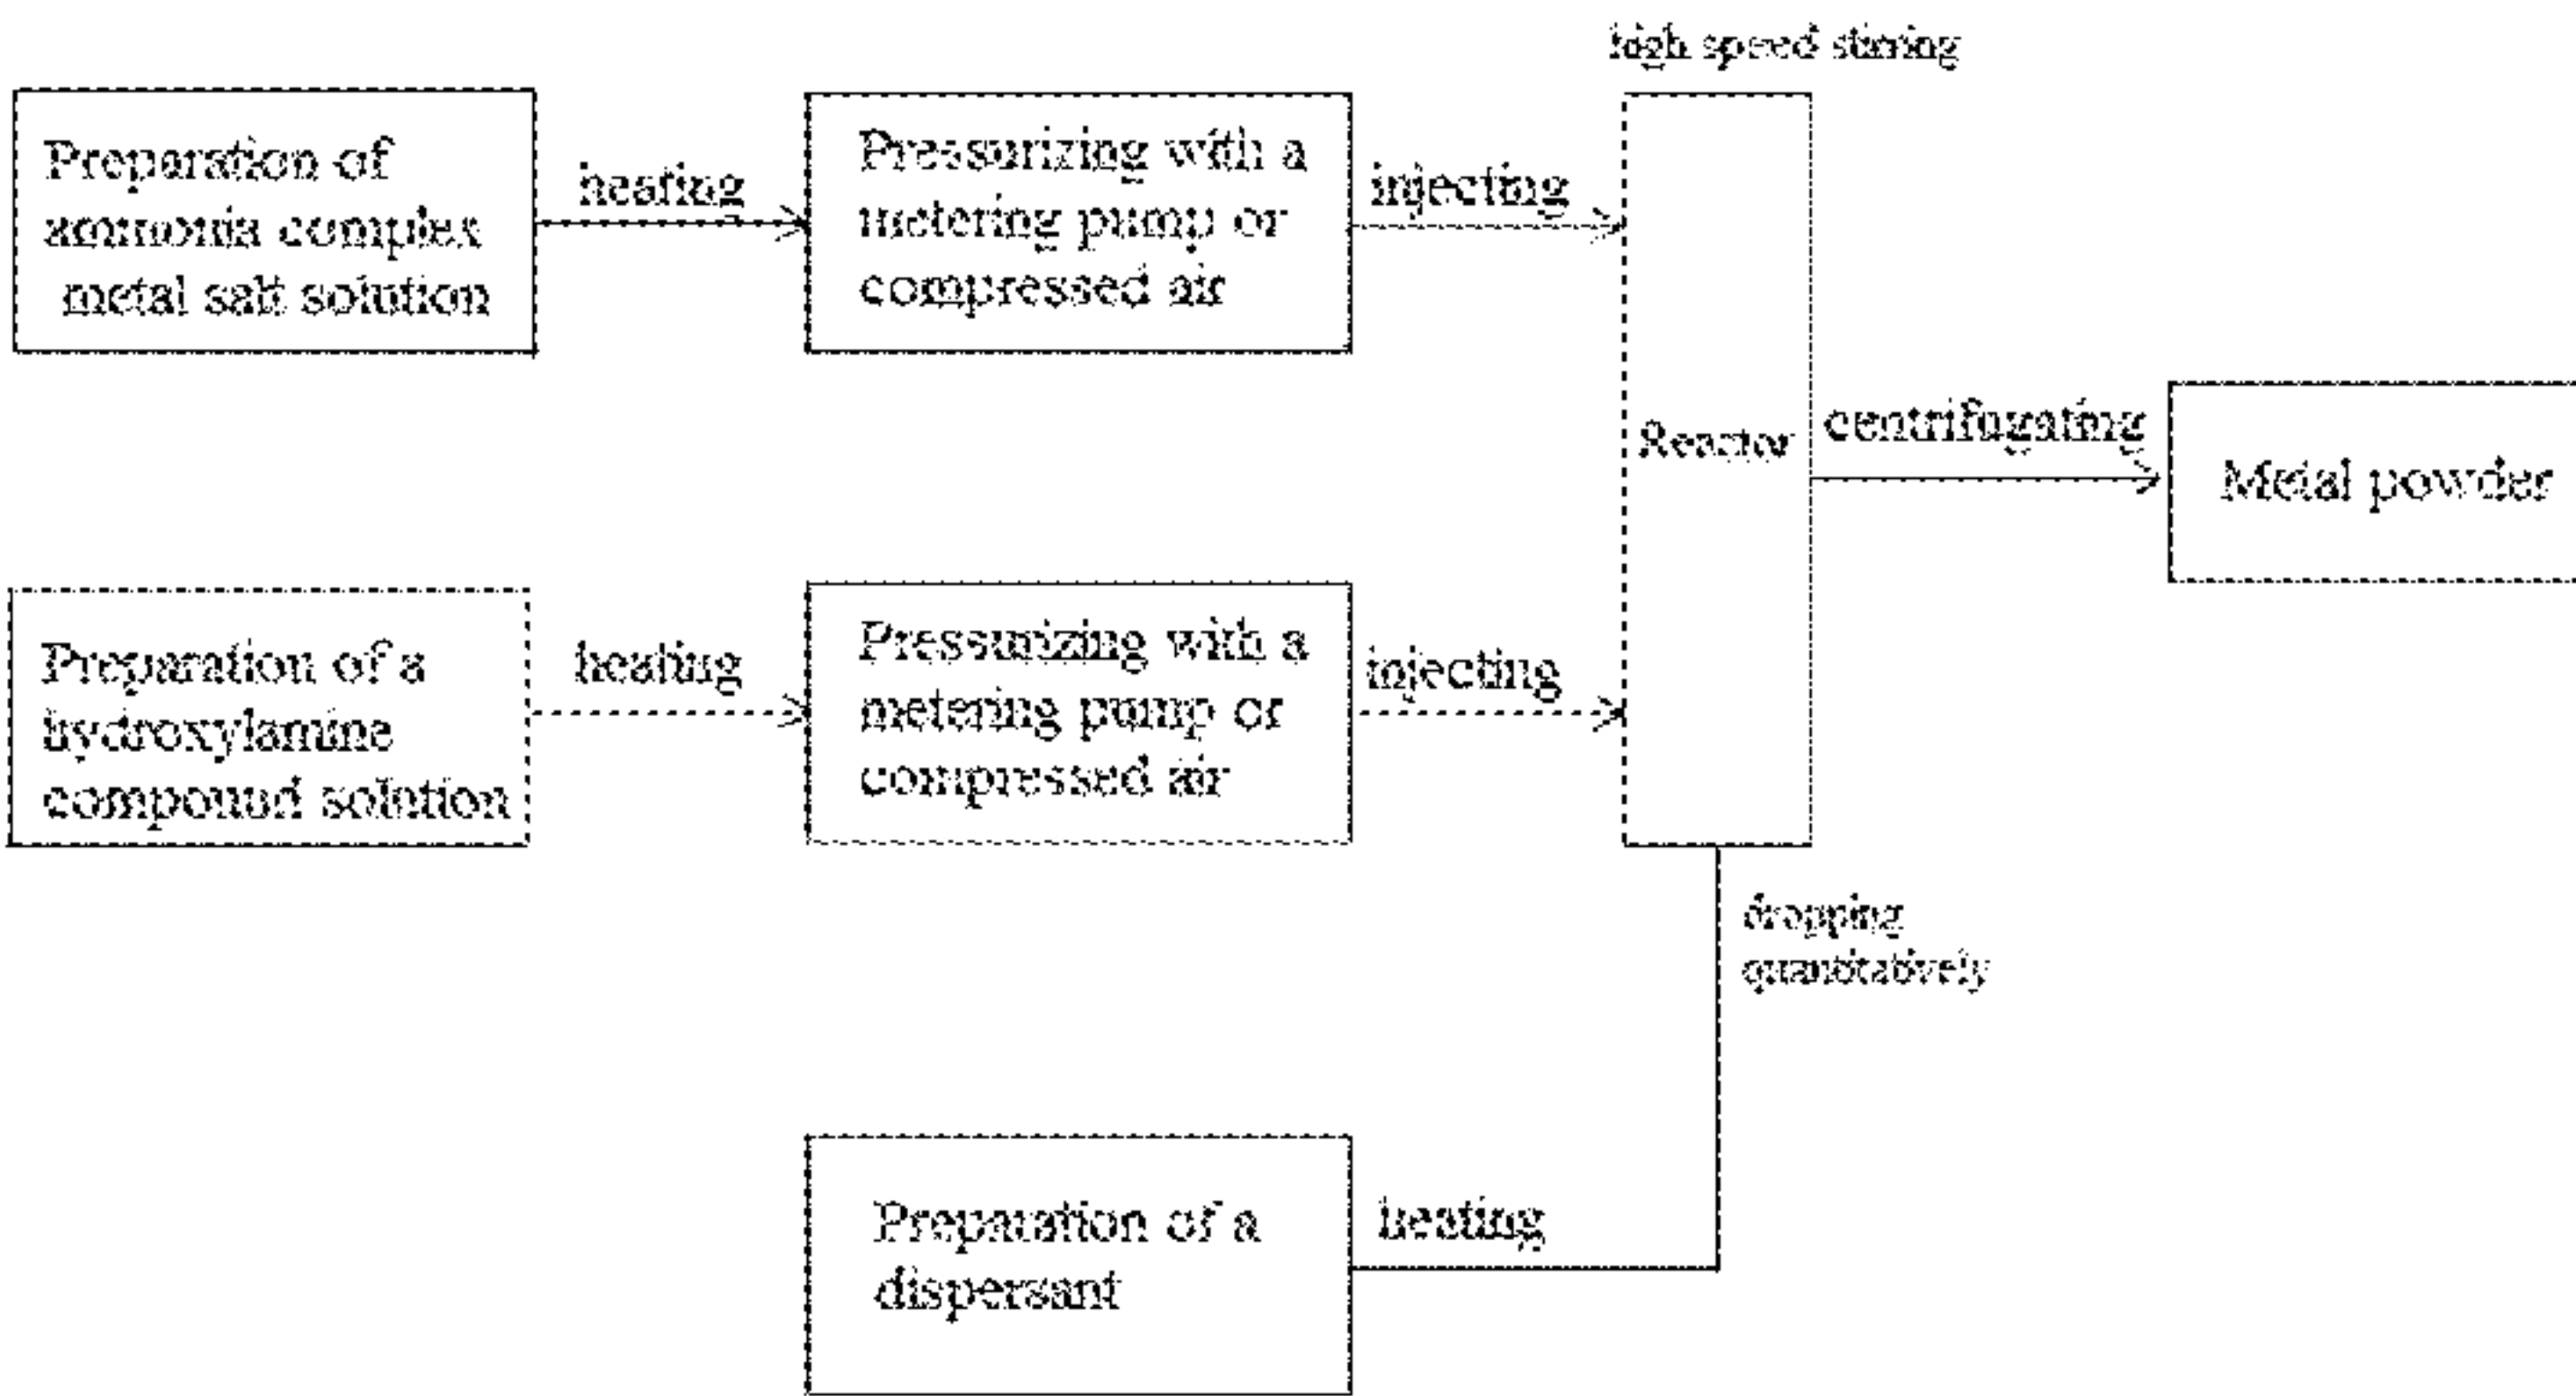 high speed stirring
Preparation of
ammonia complex
metal salt solution
heating
Pressurizing with a
metering pump or
compressed air
injecting
Reactor
centrifugating
Metal powder
Preparation of a
hydroxylamine
compound solution
heating
Pressurizing with a
metering pump or
compressed air
injecting
dropping
quantitatively
Preparation of a
dispersant
heating